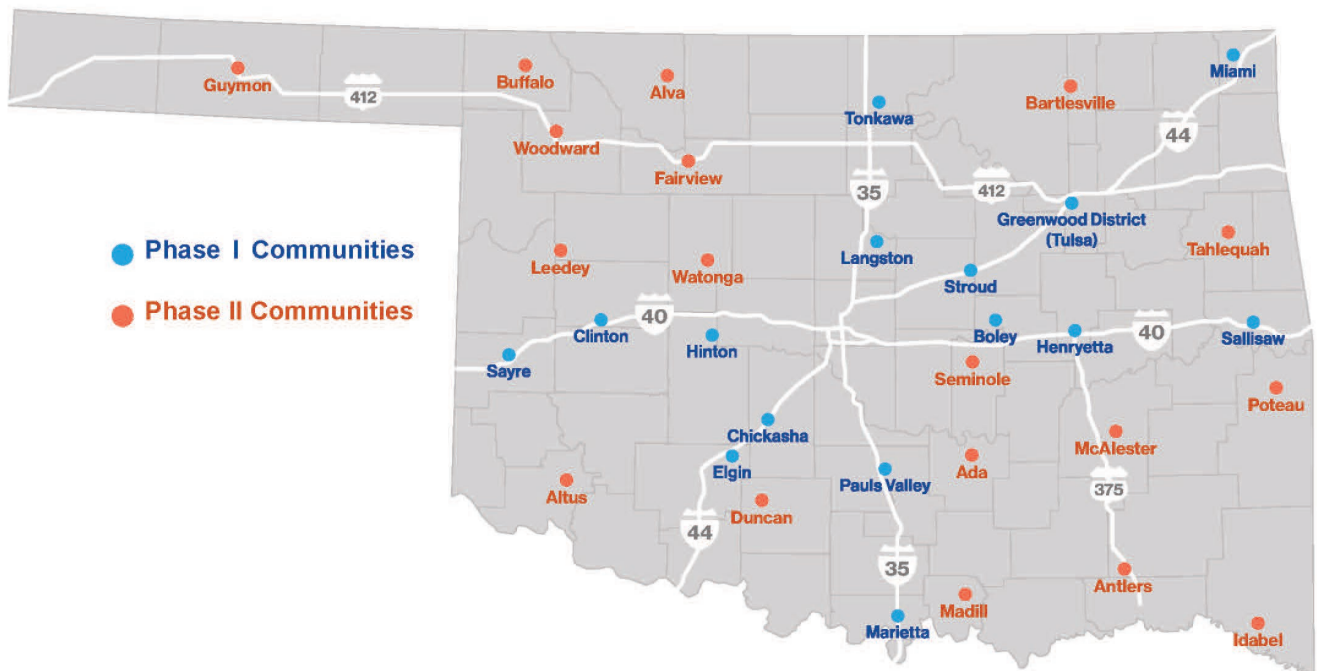 Guymon
412
Buffalo
Alva
Woodward
Fairview
Tonkawa
35
Bartlesville
Miami
44
412
Greenwood District
(Tulsa)
Tahlequah
Phase I Communities
Phase II Communities
Leedey
Watonga
Langston
Stroud
40
Clinton
Hinton
Sayre
Boley
Henryetta
40
Sallisaw
Seminole
Poteau
Chickasha
Elgin
Altus
Duncan
44
Pauls Valley
Ada
McAlester
375
35
Antlers
Madill
Marietta
Idabel